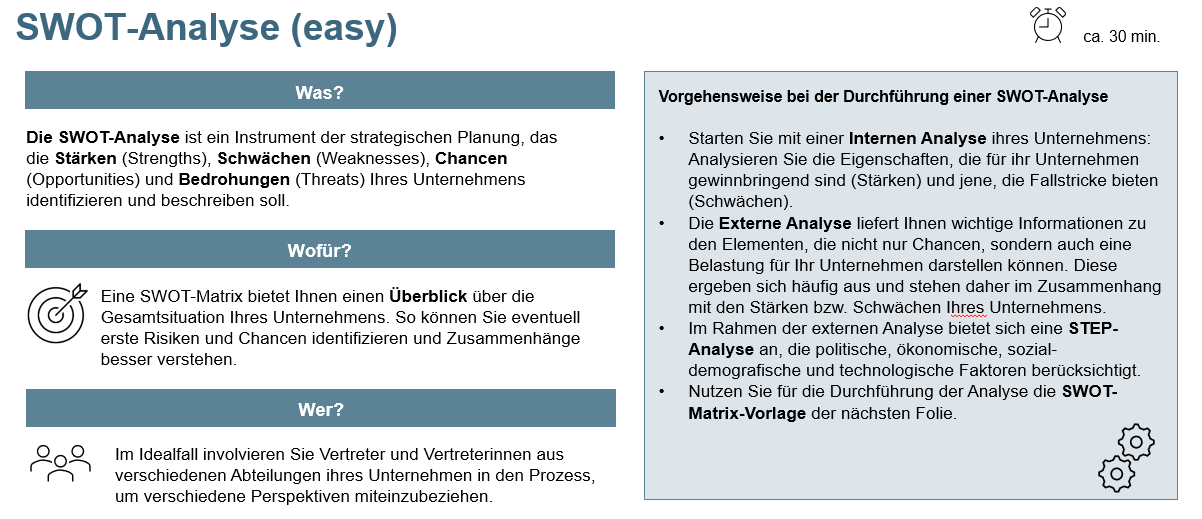 SWOT-Analyse (easy)
ca. 30 min.
Was?
Die SWOT-Analyse ist ein Instrument der strategischen Planung, das
die Stärken (Strengths), Schwächen (Weaknesses), Chancen
(Opportunities) und Bedrohungen (Threats) Ihres Unternehmens
identifizieren und beschreiben soll.
Wofür?
Eine SWOT-Matrix bietet Ihnen einen Überblick über die
Gesamtsituation Ihres Unternehmens. So können Sie eventuell
erste Risiken und Chancen identifizieren und Zusammenhänge
besser verstehen.
Wer?
Im Idealfall involvieren Sie Vertreter und Vertreterinnen aus
verschiedenen Abteilungen ihres Unternehmen in den Prozess,
um verschiedene Perspektiven miteinzubeziehen.
Vorgehensweise bei der Durchführung einer SWOT-Analyse
• Starten Sie mit einer Internen Analyse ihres Unternehmens:
Analysieren Sie die Eigenschaften, die für ihr Unternehmen
gewinnbringend sind (Stärken) und jene, die Fallstricke bieten
(Schwächen).
• Die Externe Analyse liefert Ihnen wichtige Informationen zu
den Elementen, die nicht nur Chancen, sondern auch eine
Belastung für Ihr Unternehmen darstellen können. Diese
ergeben sich häufig aus und stehen daher im Zusammenhang
mit den Stärken bzw. Schwächen Ihres Unternehmens.
• Im Rahmen der externen Analyse bietet sich eine STEP-
Analyse an, die politische, ökonomische, sozial-
demografische und technologische Faktoren berücksichtigt.
• Nutzen Sie für die Durchführung der Analyse die SWOT-
Matrix-Vorlage der nächsten Folie.